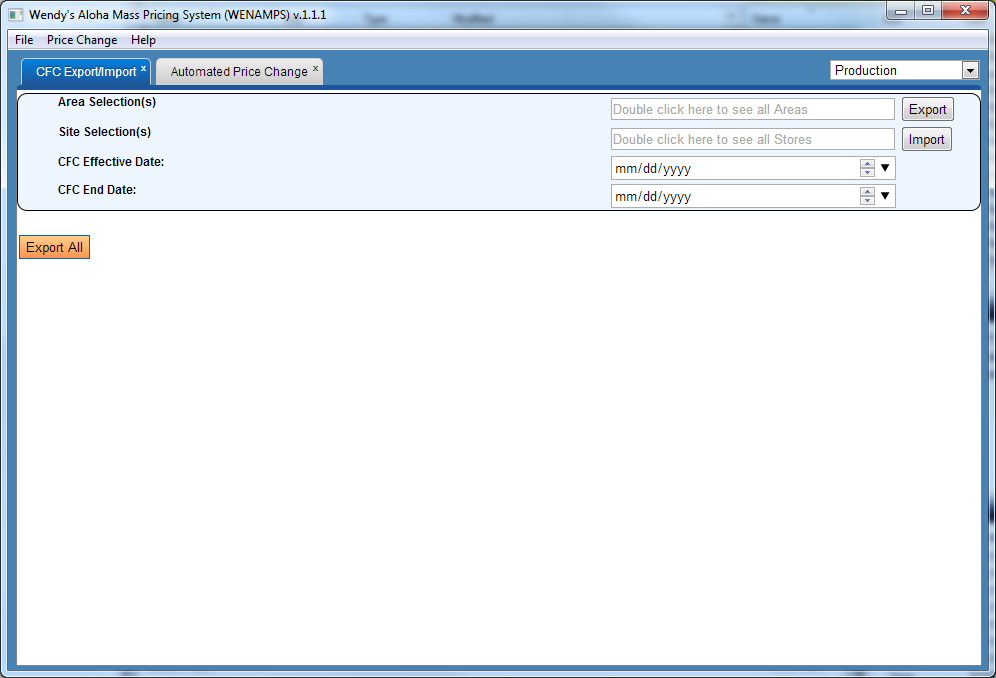 Wendy's Aloha Mass Pricing System (WENAMPS) v.1.1.1
File Price Change Help
CFC Export/Import x Automated Price Change x Production
Area Selection(s) Double click here to see all Areas Export
Site Selection(s) Double click here to see all Stores Import
CFC Effective Date: mm/dd/yyyy
CFC End Date: mm/dd/yyyy
Export All